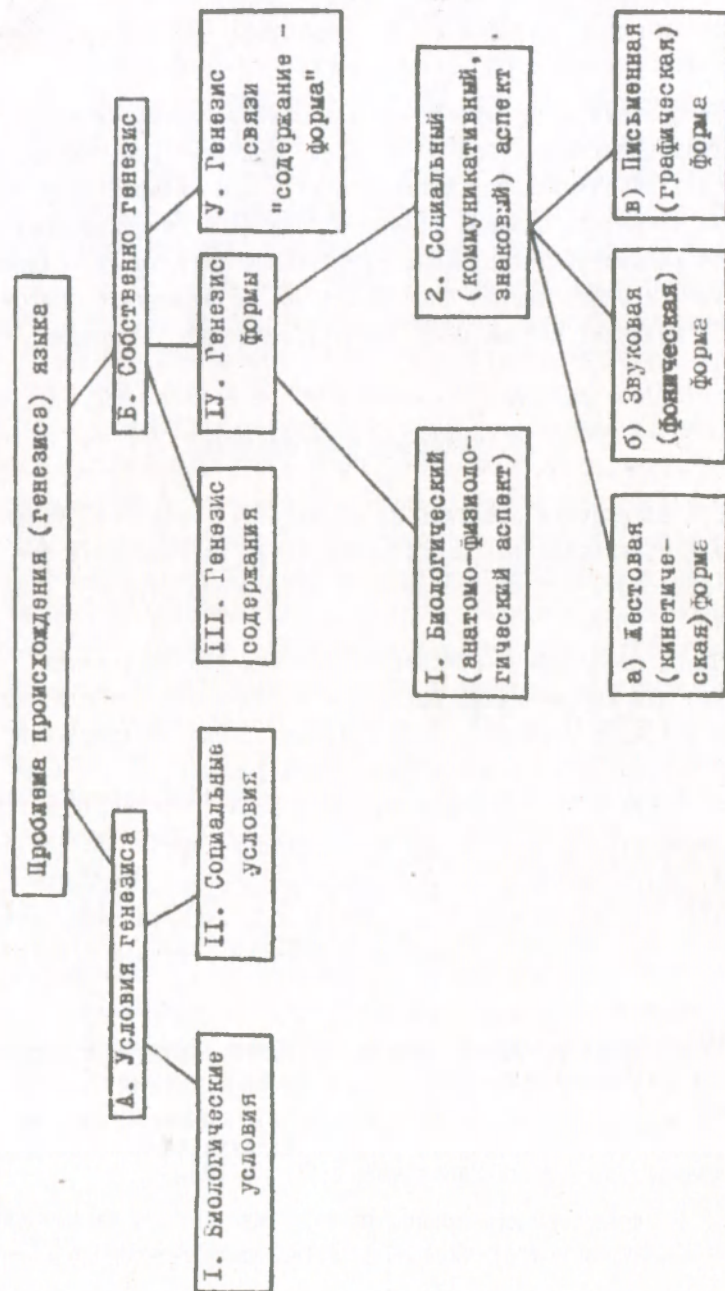 Проблема происхождения (генезиса) языка
А. Условия генезиса
Б. Собственно генезис
I. Биологические
условия
II. Социальные
условия
III. Генезис
содержания
IV. Генезис
формы
У. Генезис
связи
"содержание –
форма"
I. Биологический
(анатомо-физиоло-
гический аспект)
2. Социальный
(коммуникативный,
знаковый) аспект
а) Жестовая
(кинетиче-
ская)форма
б) Звуковая
(фоническая)
форма
в) Письменная
(графическая)
форма